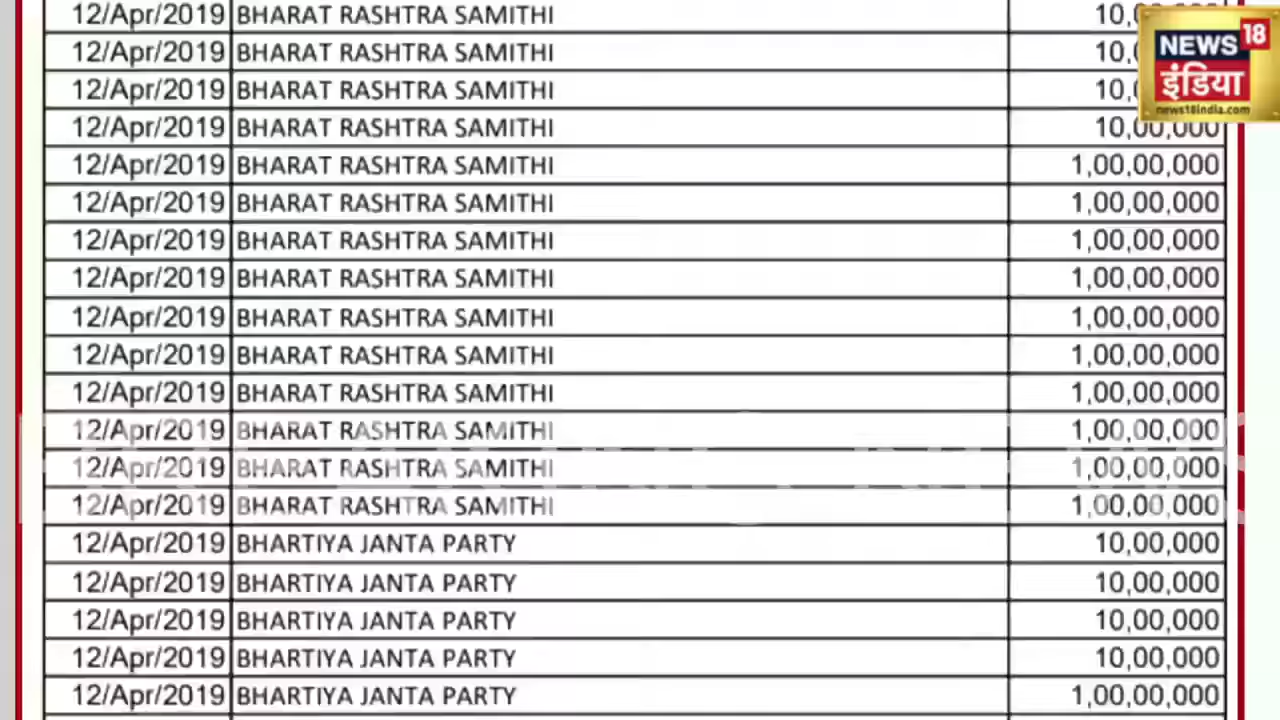 12/Apr/2019 BHARAT RASHTRA SAMITHI
12/Apr/2019 BHARAT RASHTRA SAMITHI
12/Apr/2019 BHARAT RASHTRA SAMITHI
12/Apr/2019 BHARAT RASHTRA SAMITHI 10,00,000
12/Apr/2019 BHARAT RASHTRA SAMITHI 1,00,00,000
12/Apr/2019 BHARAT RASHTRA SAMITHI 1,00,00,000
12/Apr/2019 BHARAT RASHTRA SAMITHI 1,00,00,000
12/Apr/2019 BHARAT RASHTRA SAMITHI 1,00,00,000
12/Apr/2019 BHARAT RASHTRA SAMITHI 1,00,00,000
12/Apr/2019 BHARAT RASHTRA SAMITHI 1,00,00,000
12/Apr/2019 BHARAT RASHTRA SAMITHI 1,00,00,000
12/Apr/2019 BHARAT RASHTRA SAMITHI 1,00,00,000
12/Apr/2019 BHARAT RASHTRA SAMITHI 1,00,00,000
12/Apr/2019 BHARAT RASHTRA SAMITHI 1,00,00,000
12/Apr/2019 BHARTIYA JANTA PARTY 10,00,000
12/Apr/2019 BHARTIYA JANTA PARTY 10,00,000
12/Apr/2019 BHARTIYA JANTA PARTY 10,00,000
12/Apr/2019 BHARTIYA JANTA PARTY 10,00,000
12/Apr/2019 BHARTIYA JANTA PARTY 1,00,00,000
NEWS 18
इंडिया
news18india.com